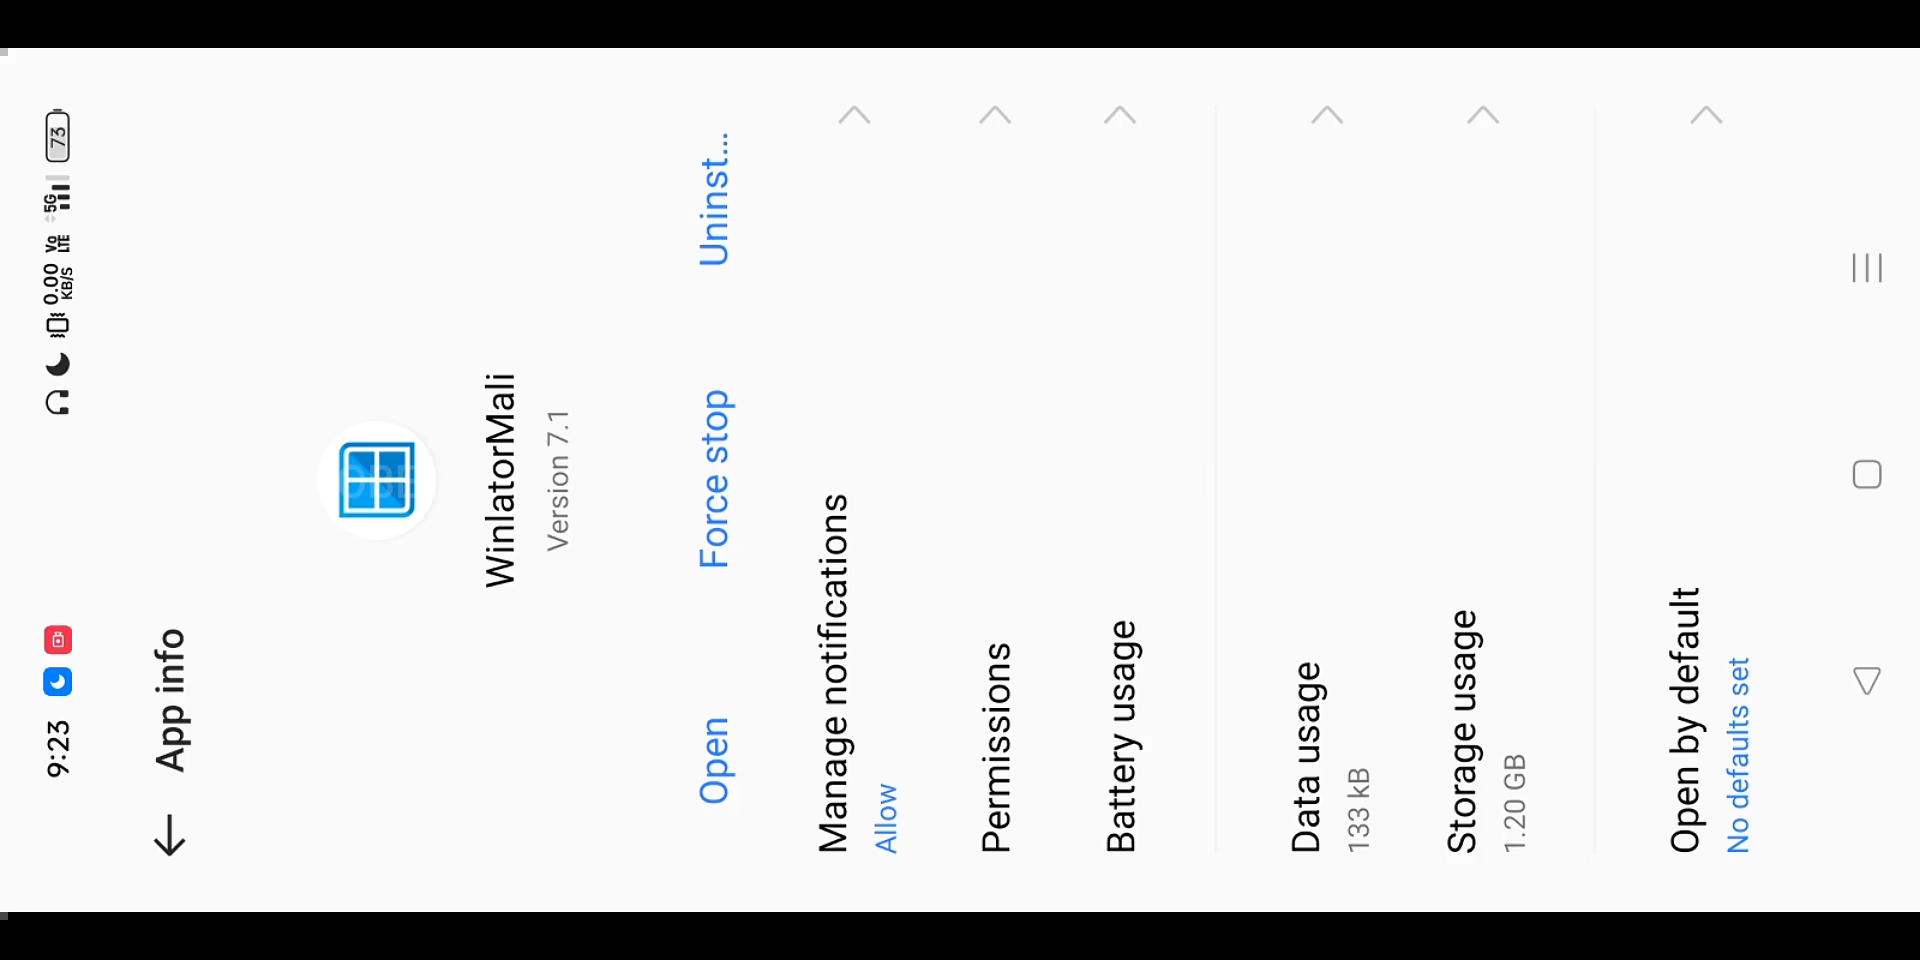 9:23
0.00
KB/S
Vo
LTE
5G
73
App info
WinlatorMali
Version 7.1
Open
Force stop
Uninst...
Manage notifications
Allow
Permissions
Battery usage
Data usage
133 kB
Storage usage
1.20 GB
Open by default
No defaults set